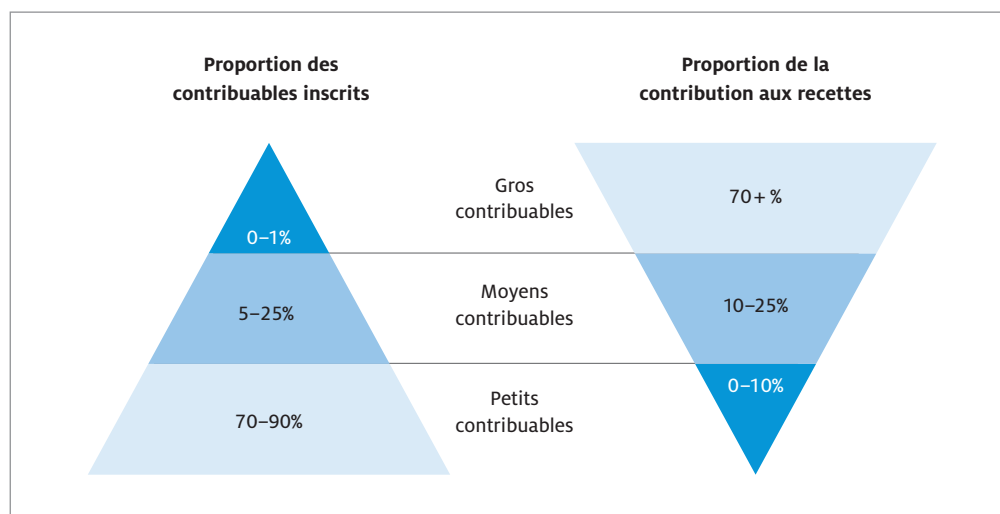 Proportion des
contribuables inscrits
Proportion de la
contribution aux recettes
Gros
contribuables
0–1%
70+ %
Moyens
contribuables
5–25%
10–25%
Petits
contribuables
70–90%
0–10%